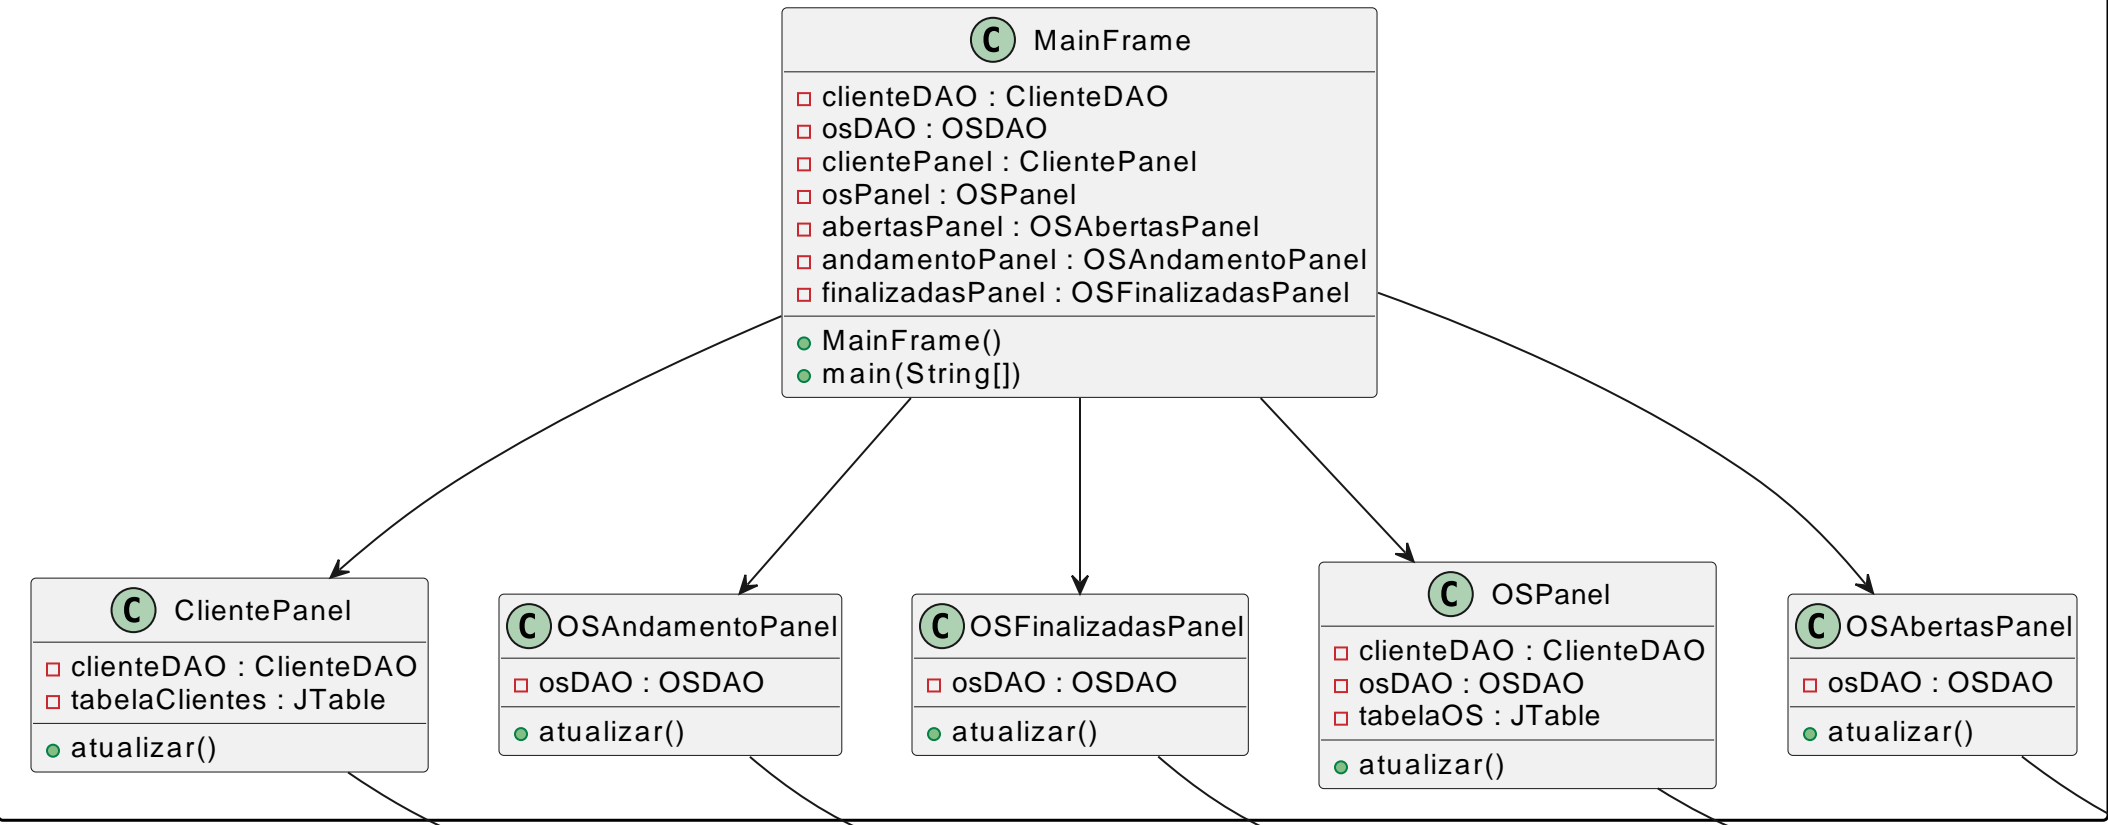 C MainFrame
clienteDAO : ClienteDAO
osDAO : OSDAO
clientePanel : ClientePanel
osPanel : OSPanel
abertasPanel : OSAbertasPanel
andamentoPanel : OSAndamentoPanel
finalizadasPanel : OSFinalizadasPanel
MainFrame()
main(String[])
C ClientePanel
clienteDAO : ClienteDAO
tabelaClientes : JTable
atualizar()
C OSAndamentoPanel
osDAO : OSDAO
atualizar()
C OSFinalizadasPanel
osDAO : OSDAO
atualizar()
C OSPanel
clienteDAO : ClienteDAO
osDAO : OSDAO
tabelaOS : JTable
atualizar()
C OSAbertasPanel
osDAO : OSDAO
atualizar()